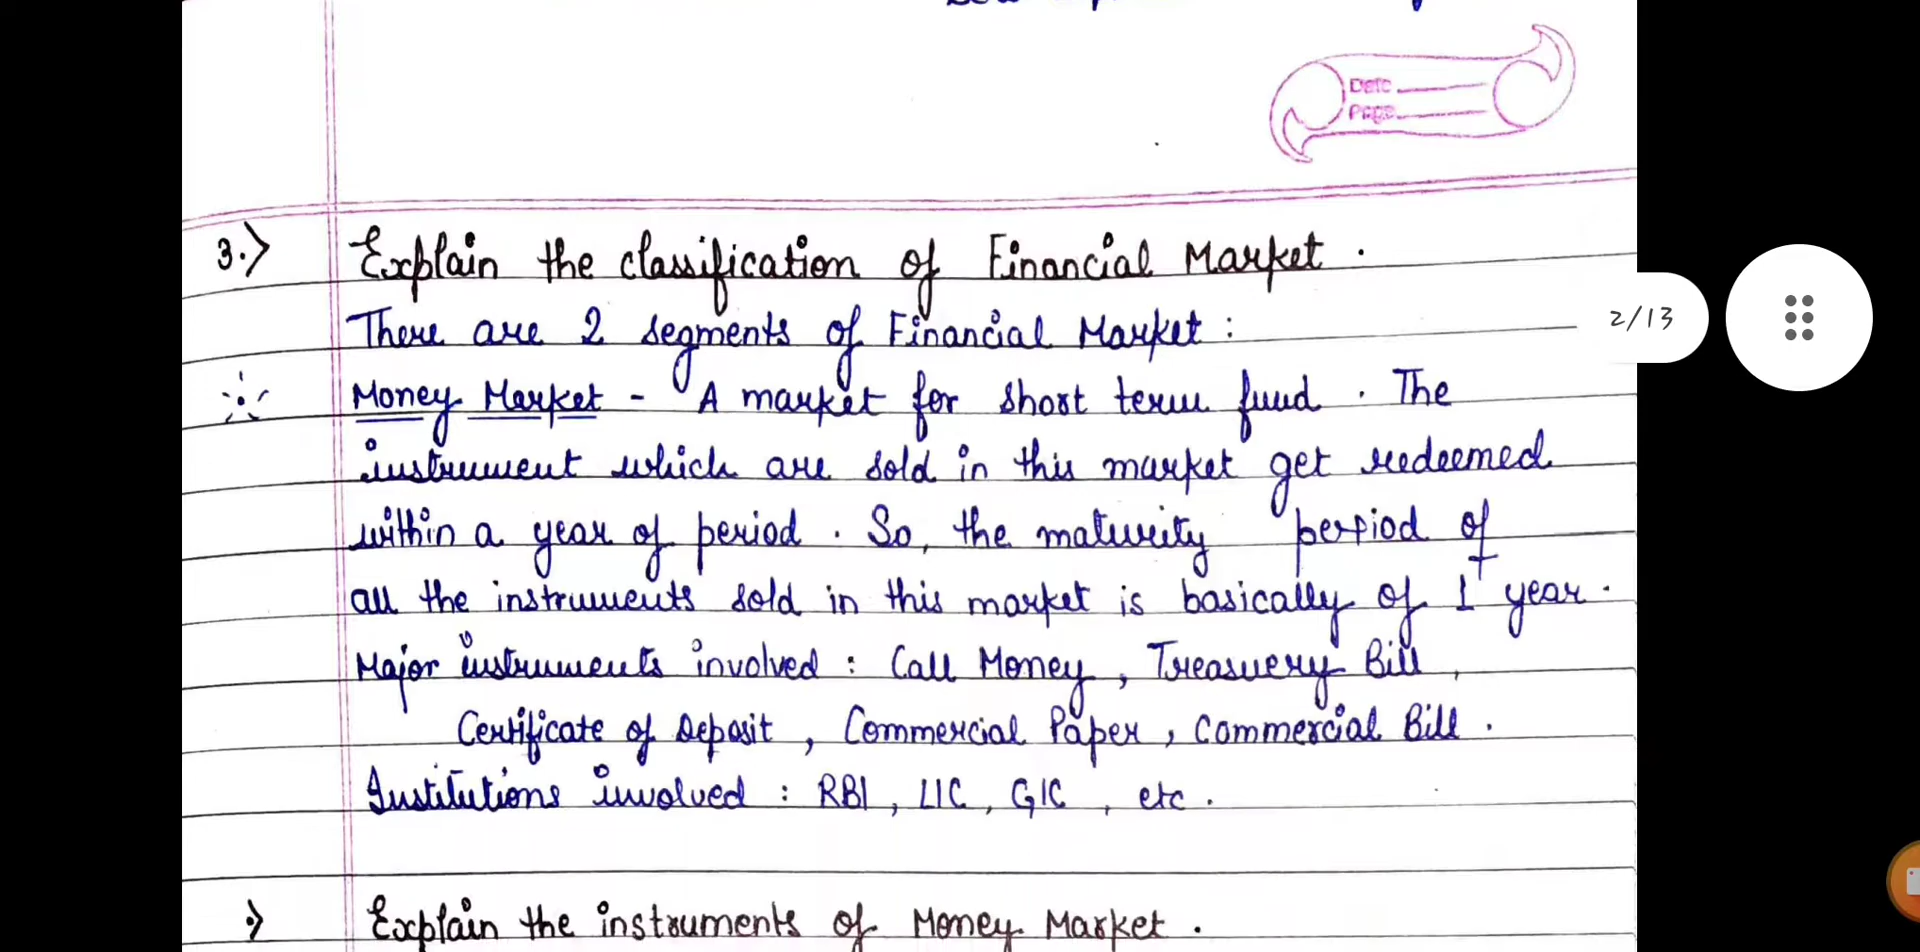 Date
Page
3.) Explain the classification of Financial Market.
There are 2 segments of Financial Market :
Money Market - A market for short term fund. The
instrument which are sold in this market get redeemed
within a year of period. So, the maturity period of
all the instruments sold in this market is basically of 1 year.
Major instruments involved : Call Money, Treasuery Bill,
Certificate of Deposit, Commercial Paper, Commercial Bill.
Institutions involved : RBI, LIC, GIC, etc.
.) Explain the instruments of Money Market.
2/13